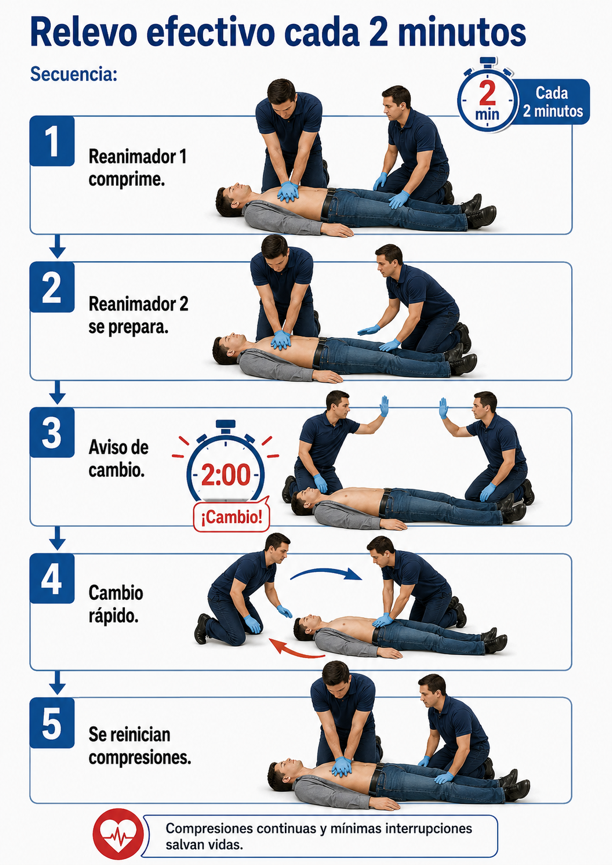 Relevo efectivo cada 2 minutos
Secuencia:
2
min
Cada
2 minutos
1
Reanimador 1
comprime.
2
Reanimador 2
se prepara.
3
Aviso de
cambio.
2:00
¡Cambio!
4
Cambio
rápido.
5
Se reinician
compresiones.
Compresiones continuas y mínimas interrupciones
salvan vidas.